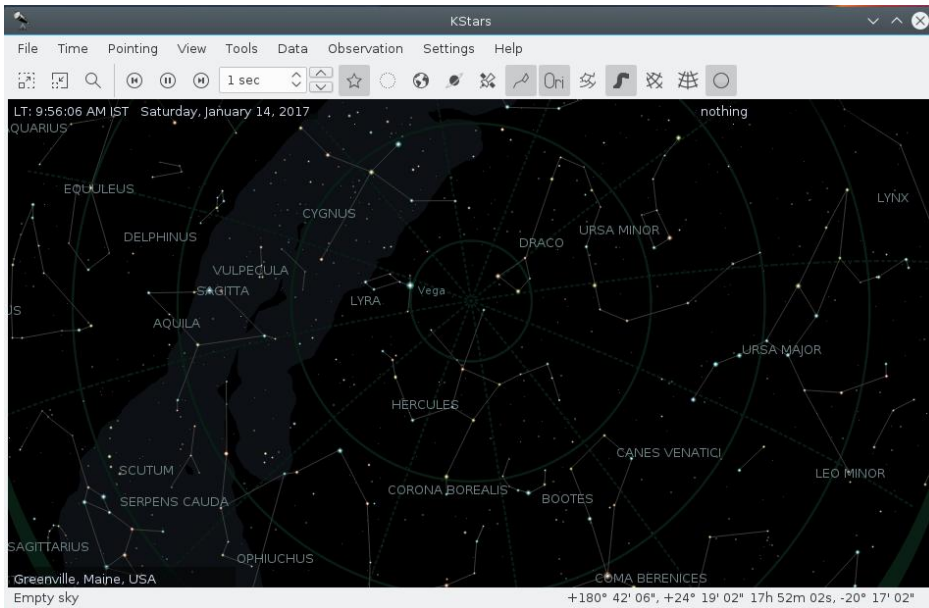 KStars
File Time Pointing View Tools Data Observation Settings Help
1 sec Ori
LT: 9:56:06 AM IST Saturday, January 14, 2017 nothing
AQUARIUS
EQUULEUS
LYNX
CYGNUS
DELPHINUS
URSA MINOR
DRACO
VULPECULA
SAGITTA
Vega
LYRA
US
AQUILA
URSA MAJOR
HERCULES
CANES VENATICI
SCUTUM
LEO MINOR
CORONA BOREALIS
BOOTES
SERPENS CAUDA
SAGITTARIUS
OPHIUCHUS
Greenville, Maine, USA
COMA BERENICES
Empty sky
+180° 42' 06", +24° 19' 02" 17h 52m 02s, -20° 17' 02"